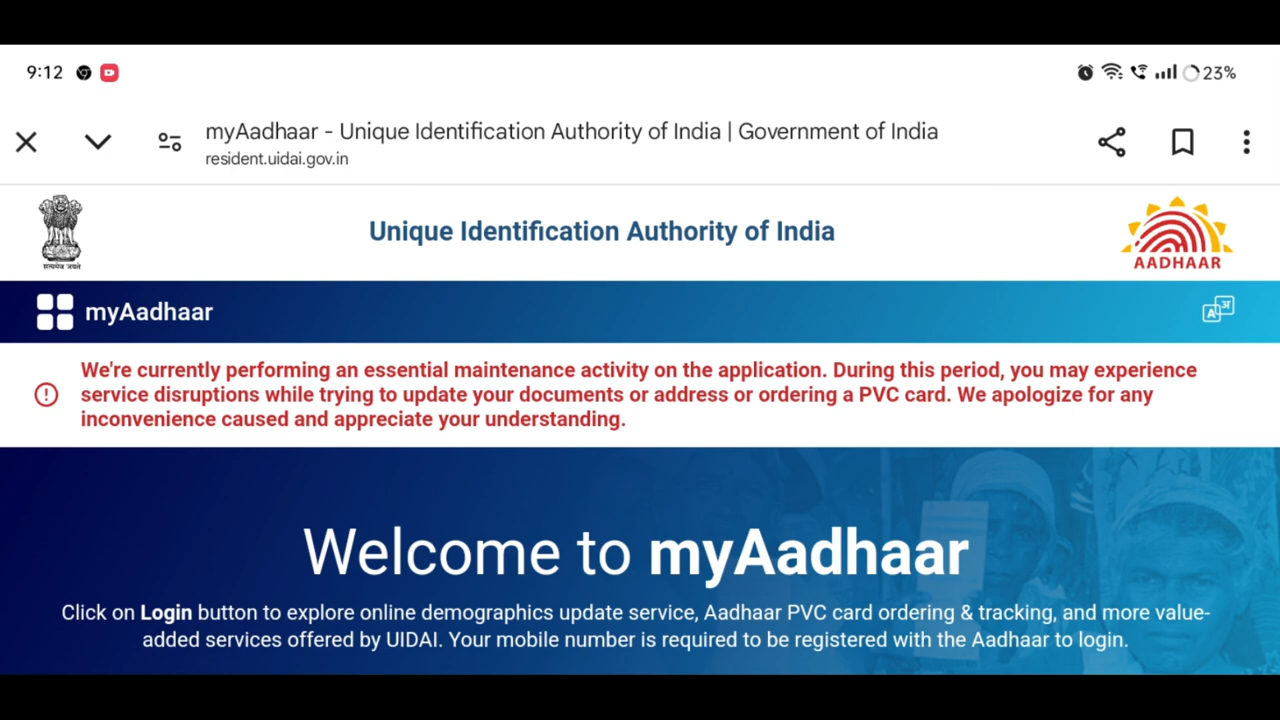 9:12
23%
myAadhaar - Unique Identification Authority of India | Government of India
resident.uidai.gov.in
सत्यमेव जयते
Unique Identification Authority of India
AADHAAR
myAadhaar
A अ
We're currently performing an essential maintenance activity on the application. During this period, you may experience
service disruptions while trying to update your documents or address or ordering a PVC card. We apologize for any
inconvenience caused and appreciate your understanding.
Welcome to myAadhaar
Click on Login button to explore online demographics update service, Aadhaar PVC card ordering & tracking, and more value-
added services offered by UIDAI. Your mobile number is required to be registered with the Aadhaar to login.